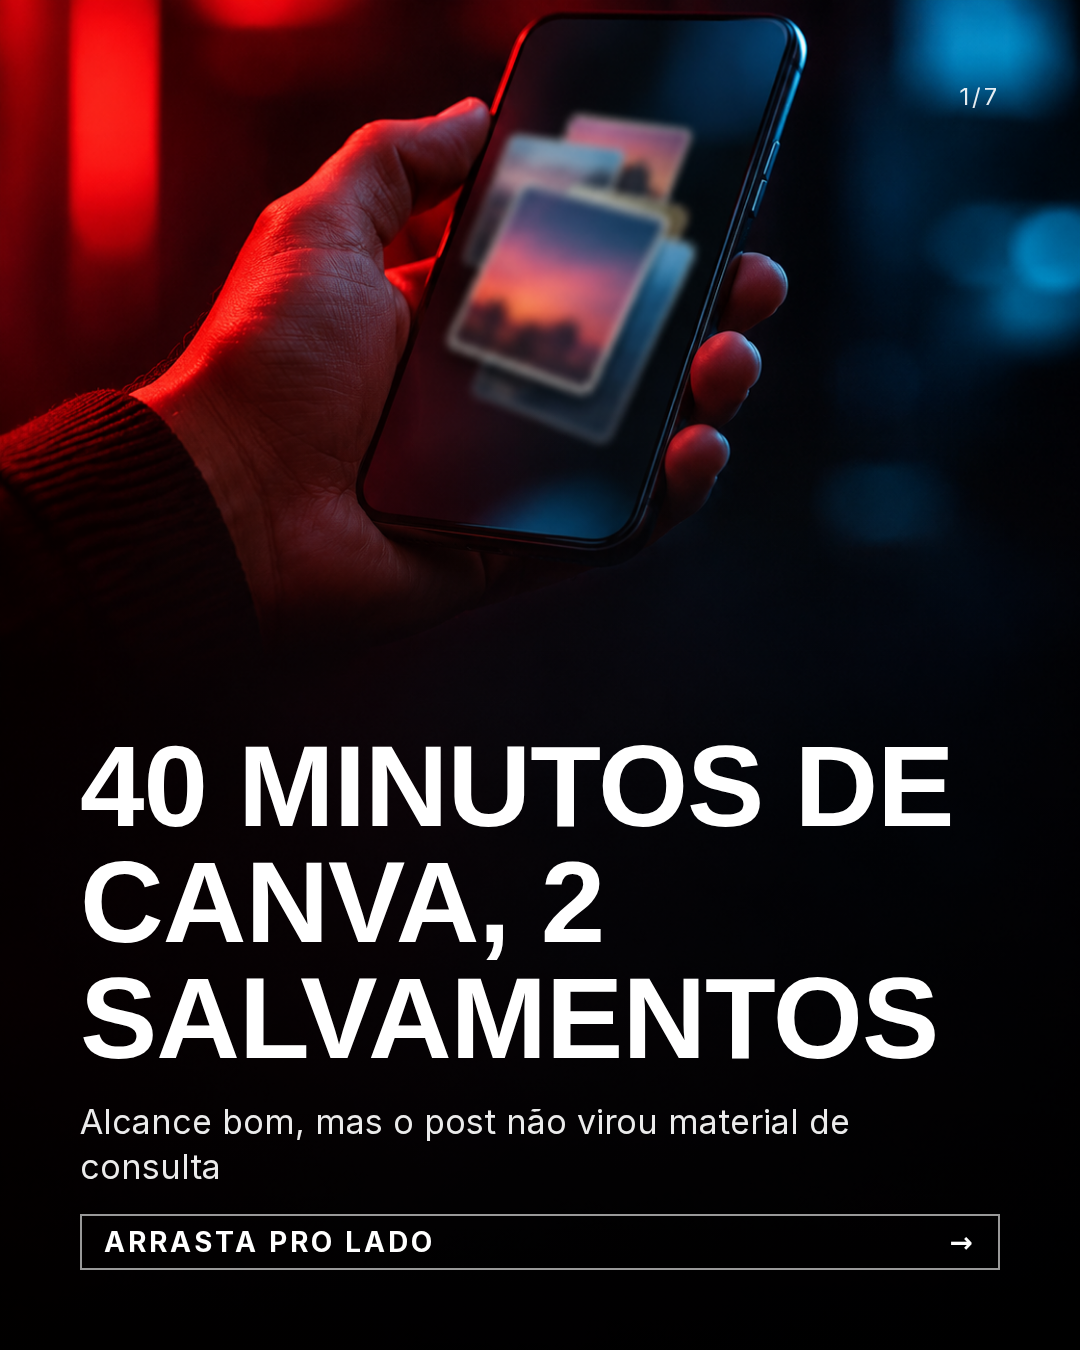 1/7
40 MINUTOS DE
CANVA, 2
SALVAMENTOS
Alcance bom, mas o post não virou material de
consulta
ARRASTA PRO LADO →